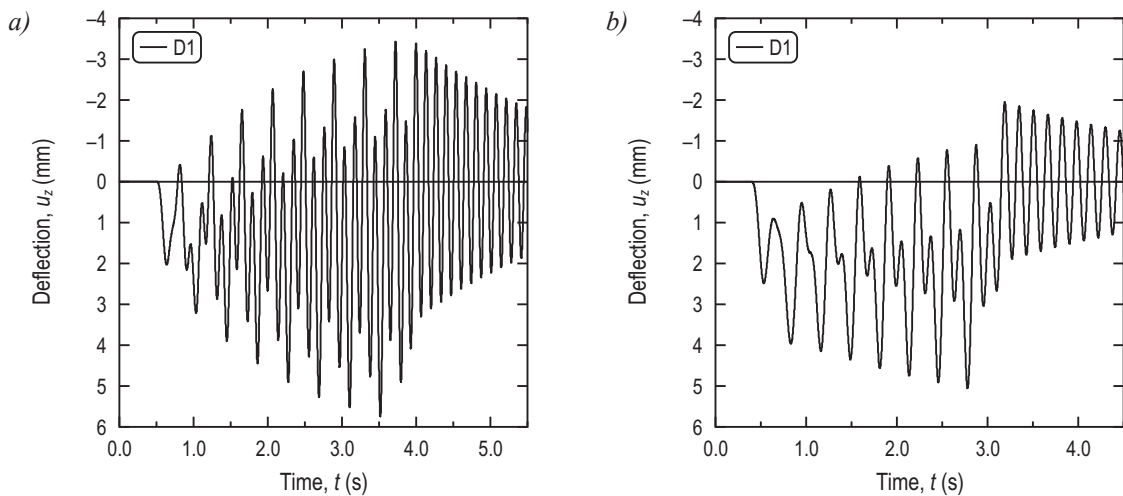 a)
Deflection, u_z (mm)
–4
–3
–2
–1
0
1
2
3
4
5
6
D1
0.0 1.0 2.0 3.0 4.0 5.0
Time, t (s)
b)
Deflection, u_z (mm)
–4
–3
–2
–1
0
1
2
3
4
5
6
D1
0.0 1.0 2.0 3.0 4.0
Time, t (s)